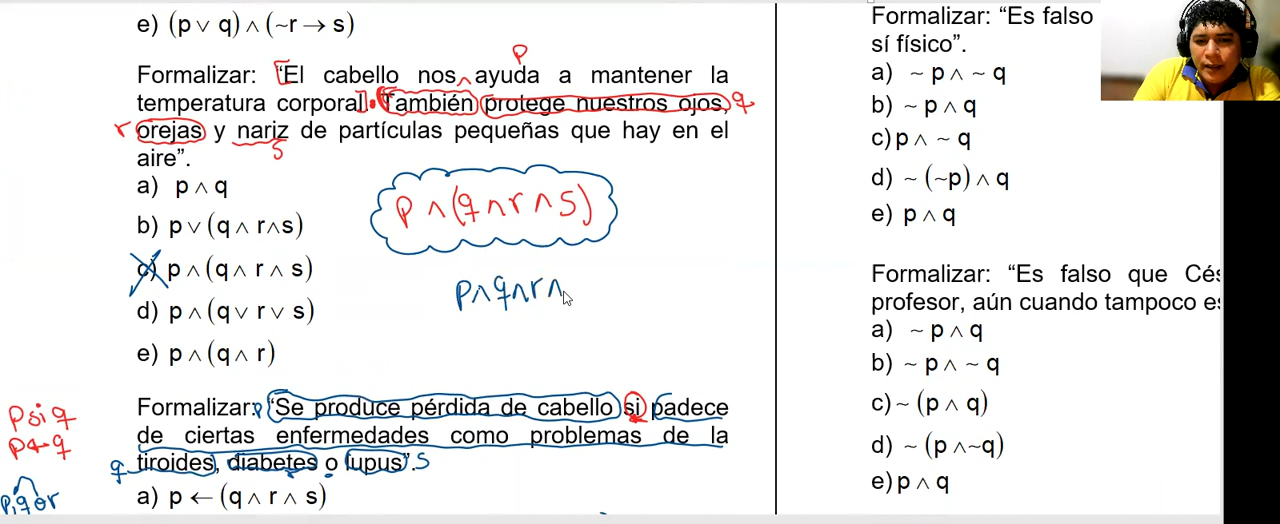 e) (p ∨ q) ∧ (~r → s)
p
Formalizar: "El cabello nos ayuda a mantener la
temperatura corporal. También protege nuestros ojos, q
r orejas y nariz de partículas pequeñas que hay en el
s
aire".
a) p ∧ q
b) p ∨ (q ∧ r ∧ s)
c) p ∧ (q ∧ r ∧ s)
d) p ∧ (q ∨ r ∨ s)
e) p ∧ (q ∧ r)
p ∧ (q ∧ r ∧ s)
p ∧ q ∧ r ∧
Formalizar: p "Se produce pérdida de cabello si padece
de ciertas enfermedades como problemas de la
q tiroides, diabetes o lupus". s
r
a) p ← (q ∧ r ∧ s)
p si q
p ← q
p, q o r
Formalizar: "Es falso
sí físico".
a) ~ p ∧ ~ q
b) ~ p ∧ q
c) p ∧ ~ q
d) ~ (~p) ∧ q
e) p ∧ q
Formalizar: "Es falso que Cés
profesor, aún cuando tampoco es
a) ~ p ∧ q
b) ~ p ∧ ~ q
c) ~ (p ∧ q)
d) ~ (p ∧ ~q)
e) p ∧ q